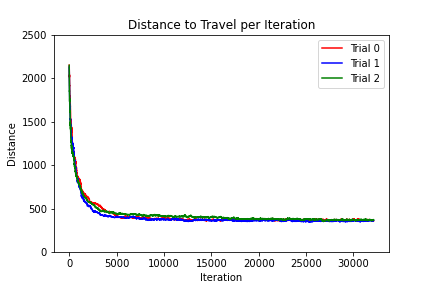 Distance to Travel per Iteration
2500
2000
1500
1000
500
0
Distance
Trial 0
Trial 1
Trial 2
0 5000 10000 15000 20000 25000 30000
Iteration